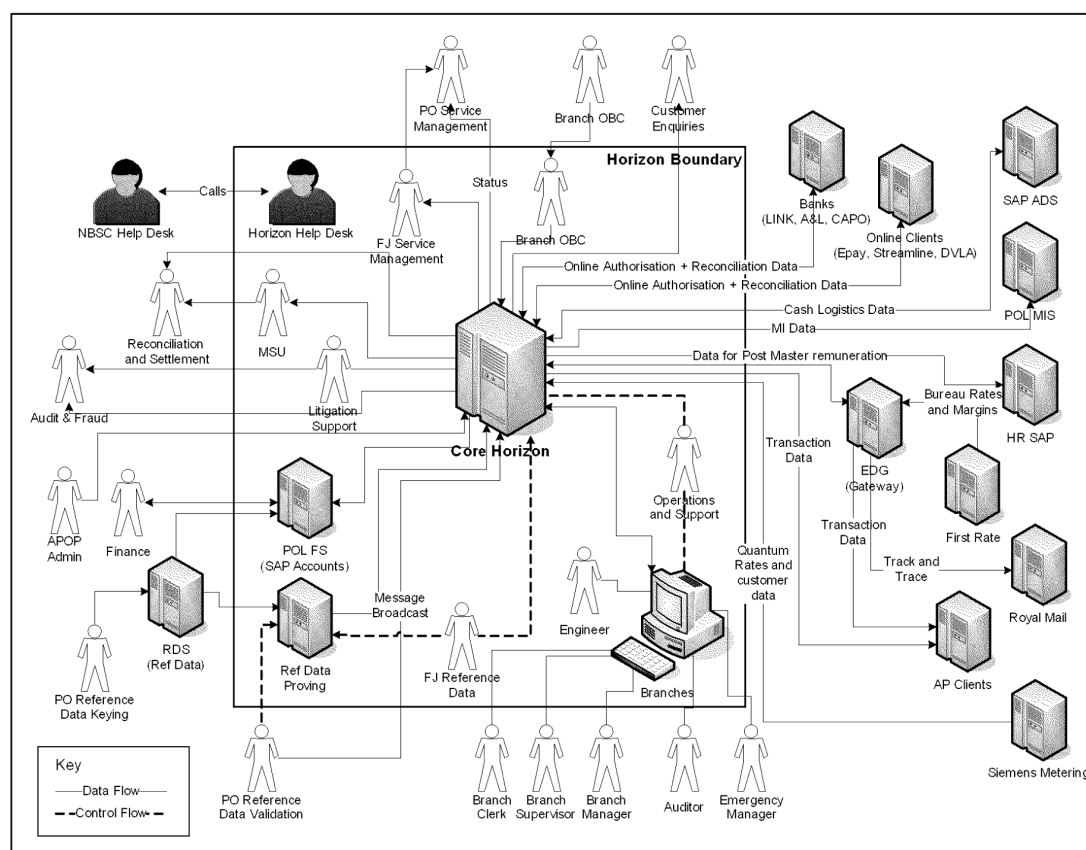 PO Service
Management
Branch OBC
Customer
Enquiries
Horizon Boundary
NBSC Help Desk
Calls
Horizon Help Desk
Status
FJ Service
Management
Branch OBC
Banks
(LINK, A&L, CAPO)
Online Clients
(Epay, Streamline, DVLA)
SAP ADS
Online Authorisation + Reconciliation Data
Online Authorisation + Reconciliation Data
POL MIS
Cash Logistics Data
MI Data
Reconciliation
and Settlement
MSU
Data for Post Master remuneration
Audit & Fraud
Litigation
Support
Bureau Rates
and Margins
HR SAP
Core Horizon
Transaction
Data
EDG
(Gateway)
First Rate
APOP
Admin
Finance
POL FS
(SAP Accounts)
Operations
and Support
Transaction
Data
Quantum
Rates and
customer
data
Track and
Trace
Royal Mail
Message
Broadcast
RDS
(Ref Data)
Ref Data
Proving
FJ Reference
Data
Engineer
Branches
AP Clients
PO Reference
Data Keying
Siemens Metering
Key
Data Flow
Control Flow
PO Reference
Data Validation
Branch
Clerk
Branch
Supervisor
Branch
Manager
Auditor
Emergency
Manager